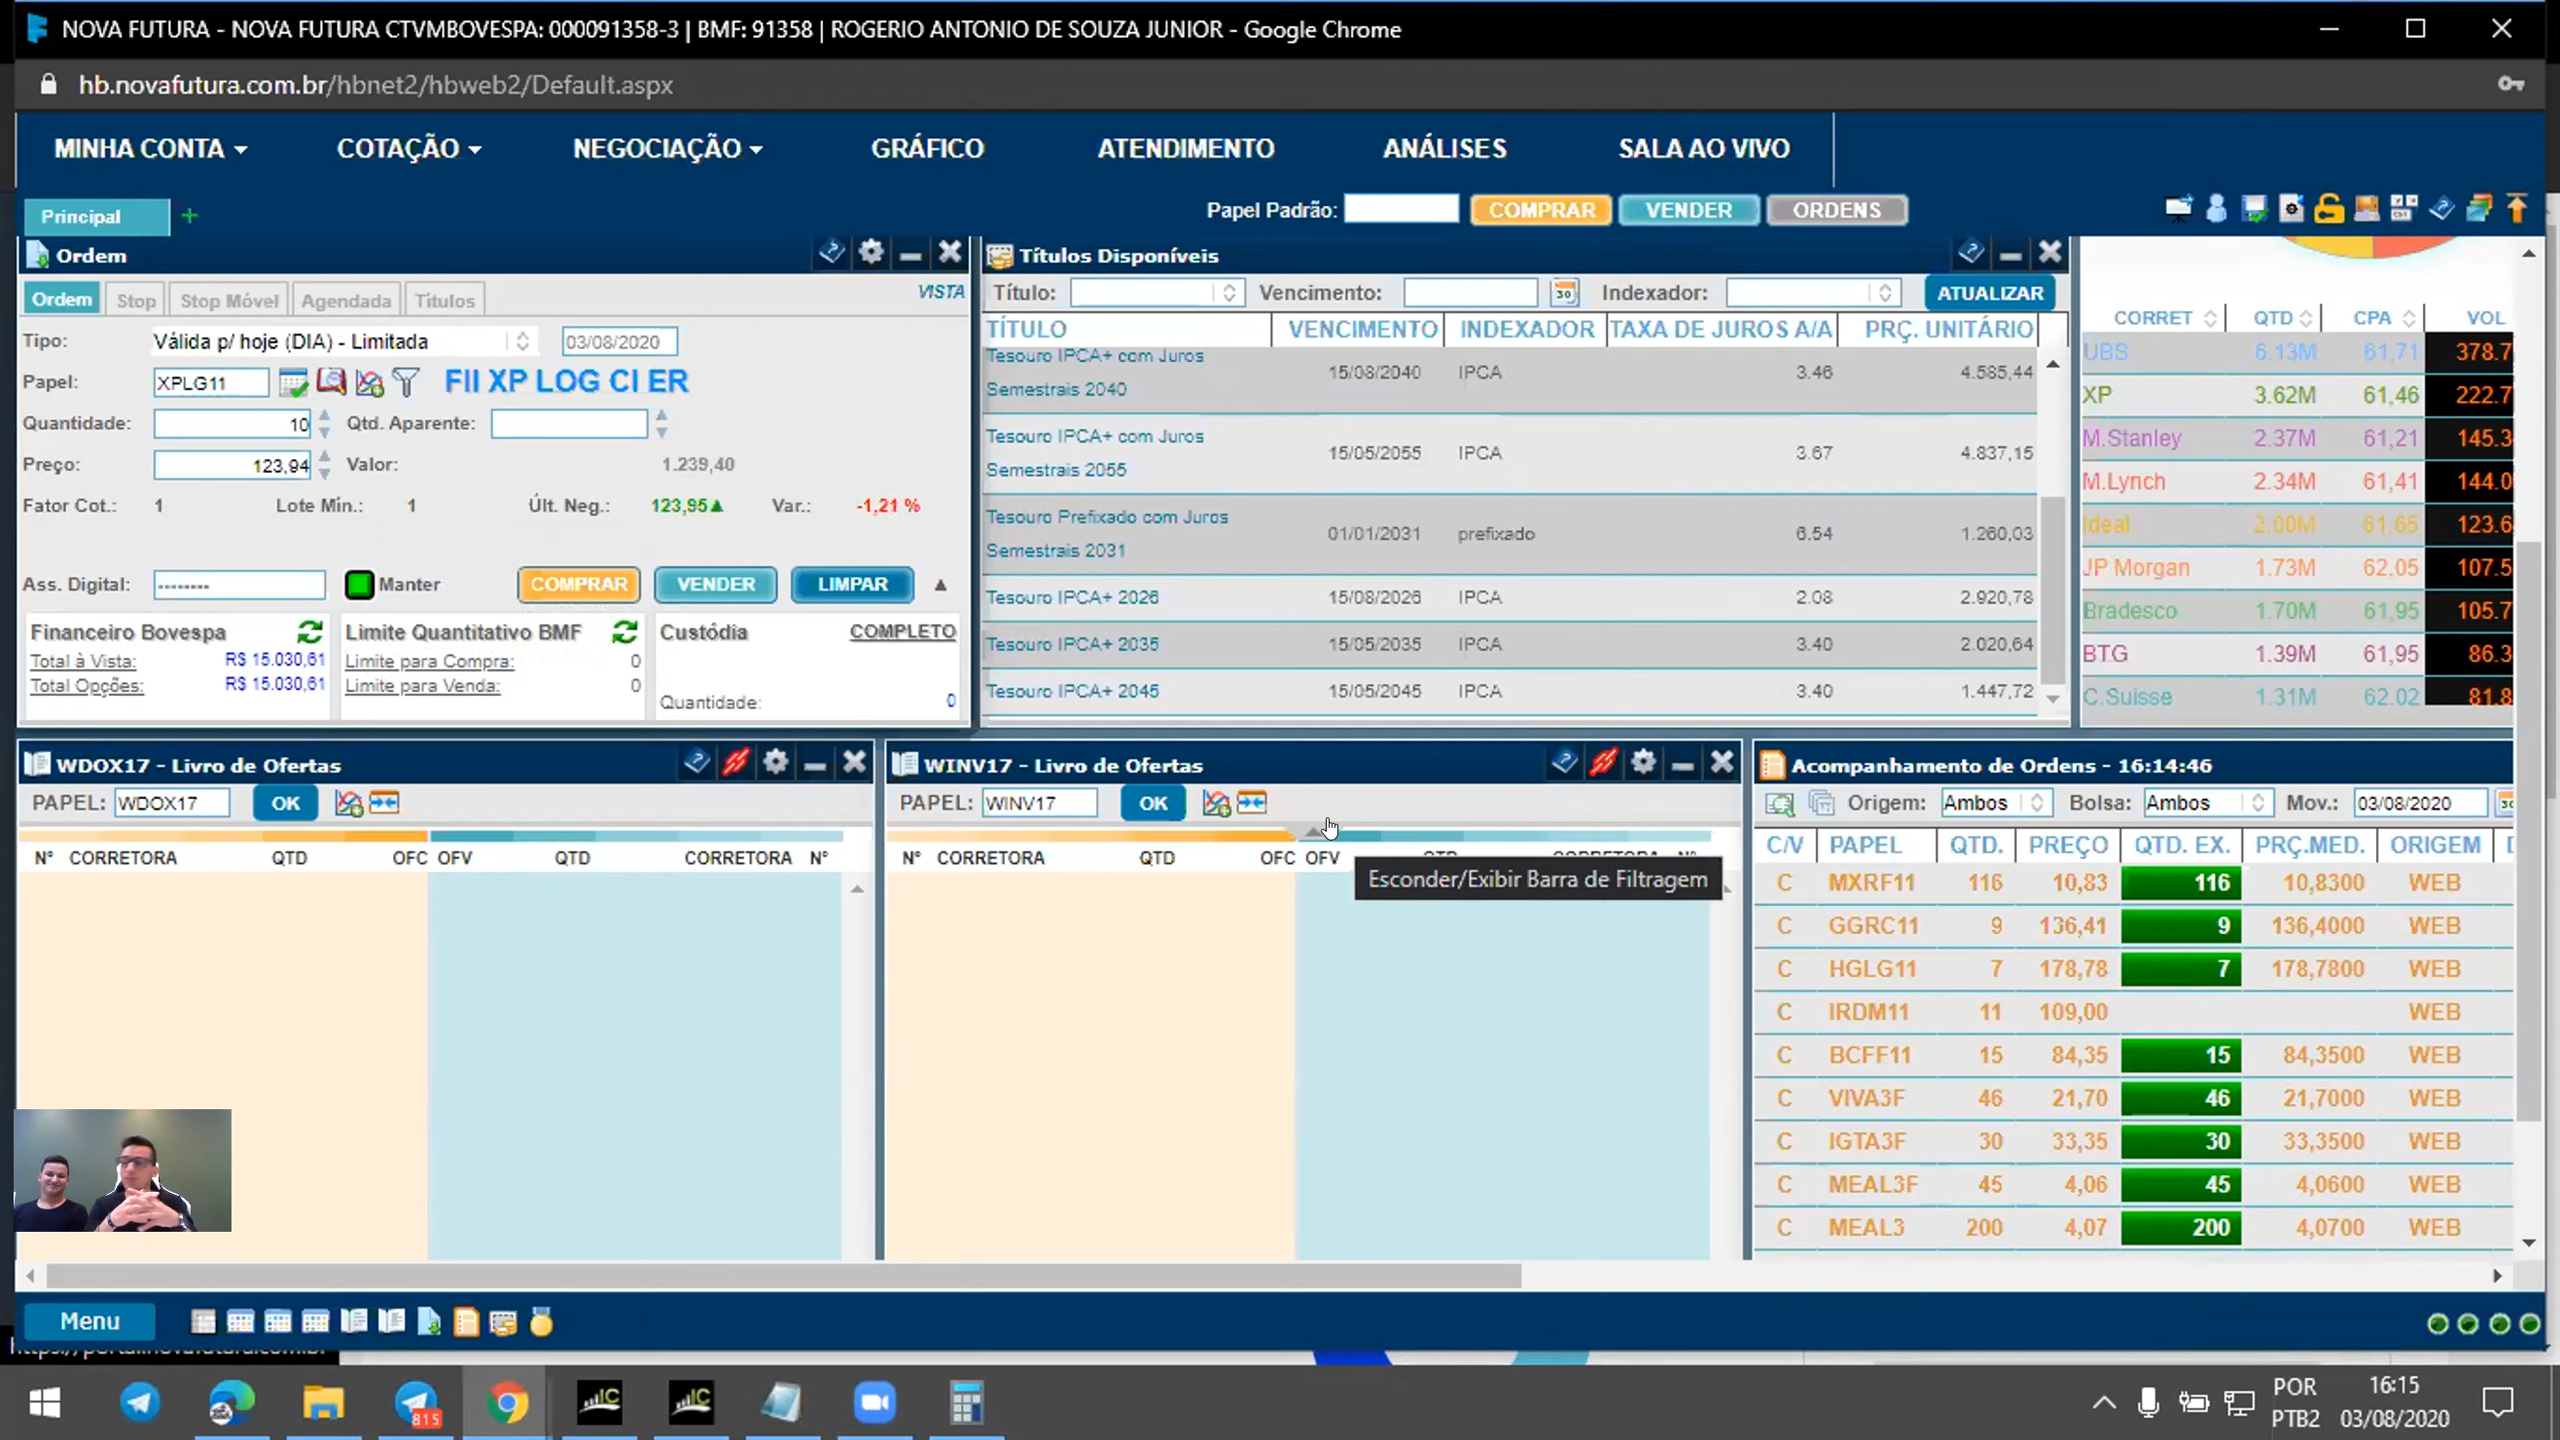 NOVA FUTURA - NOVA FUTURA CTVMBOVESPA: 000091358-3 | BMF: 91358 | ROGERIO ANTONIO DE SOUZA JUNIOR - Google Chrome
hb.novafutura.com.br/hbnet2/hbweb2/Default.aspx
MINHA CONTA COTAÇÃO NEGOCIAÇÃO GRÁFICO ATENDIMENTO ANÁLISES SALA AO VIVO
Principal + Papel Padrão: COMPRAR VENDER ORDENS
Ordem
Ordem Stop Stop Móvel Agendada Títulos VISTA
Tipo: Válida p/ hoje (DIA) - Limitada 03/08/2020
Papel: XPLG11 FII XP LOG CI ER
Quantidade: 10 Qtd. Aparente:
Preço: 123,94 Valor: 1.239,40
Fator Cot.: 1 Lote Mín.: 1 Últ. Neg.: 123,95▲ Var.: -1,21 %
Ass. Digital: -------- Manter COMPRAR VENDER LIMPAR ▲
Financeiro Bovespa
Total à Vista: R$ 15.030,61
Total Opções: R$ 15.030,61
Limite Quantitativo BMF
Limite para Compra: 0
Limite para Venda: 0
Custódia COMPLETO
Quantidade: 0
Títulos Disponíveis
Título: Vencimento: 30 Indexador: ATUALIZAR
TÍTULO VENCIMENTO INDEXADOR TAXA DE JUROS A/A PRÇ. UNITÁRIO
Tesouro IPCA+ com Juros
Semestrais 2040 15/08/2040 IPCA 3.46 4.585,44
Tesouro IPCA+ com Juros
Semestrais 2055 15/05/2055 IPCA 3.67 4.837,15
Tesouro Prefixado com Juros
Semestrais 2031 01/01/2031 prefixado 6.54 1.260,03
Tesouro IPCA+ 2026 15/08/2026 IPCA 2.08 2.920,78
Tesouro IPCA+ 2035 15/05/2035 IPCA 3.40 2.020,64
Tesouro IPCA+ 2045 15/05/2045 IPCA 3.40 1.447,72
CORRET QTD CPA VOL
UBS 6.13M 61,71 378.7
XP 3.62M 61,46 222.7
M.Stanley 2.37M 61,21 145.3
M.Lynch 2.34M 61,41 144.0
Ideal 2.00M 61,65 123.6
JP Morgan 1.73M 62,05 107.5
Bradesco 1.70M 61,95 105.7
BTG 1.39M 61,95 86.3
C.Suisse 1.31M 62.02 81.8
WDOX17 - Livro de Ofertas
PAPEL: WDOX17 OK
N° CORRETORA QTD OFC OFV QTD CORRETORA N°
WINV17 - Livro de Ofertas
PAPEL: WINV17 OK
N° CORRETORA QTD OFC OFV
Esconder/Exibir Barra de Filtragem
Acompanhamento de Ordens - 16:14:46
Origem: Ambos Bolsa: Ambos Mov.: 03/08/2020
C/V PAPEL QTD. PREÇO QTD. EX. PRÇ.MED. ORIGEM
C MXRF11 116 10,83 116 10,8300 WEB
C GGRC11 9 136,41 9 136,4000 WEB
C HGLG11 7 178,78 7 178,7800 WEB
C IRDM11 11 109,00 WEB
C BCFF11 15 84,35 15 84,3500 WEB
C VIVA3F 46 21,70 46 21,7000 WEB
C IGTA3F 30 33,35 30 33,3500 WEB
C MEAL3F 45 4,06 45 4,0600 WEB
C MEAL3 200 4,07 200 4,0700 WEB
Menu
815
IC
IC
POR
PTB2
16:15
03/08/2020